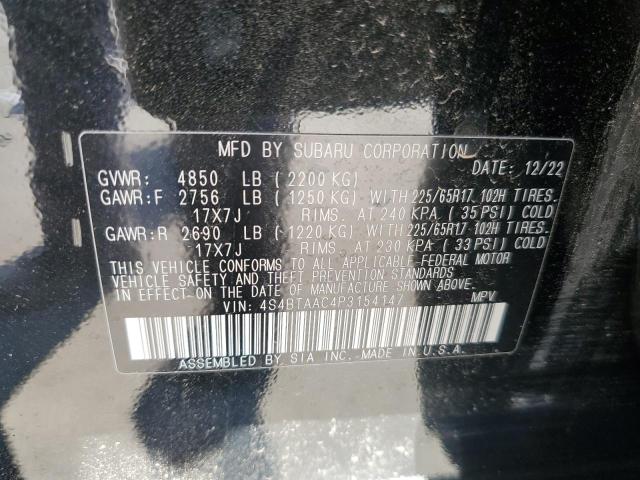 MFD BY SUBARU CORPORATION
DATE: 12/22
GVWR: 4850 LB (2200 KG)
GAWR:F 2756 LB (1250 KG) WITH 225/65R17 102H TIRES.
17X7J RIMS. AT 240 KPA (35 PSI) COLD
GAWR:R 2690 LB (1220 KG) WITH 225/65R17 102H TIRES.
17X7J RIMS. AT 230 KPA (33 PSI) COLD
THIS VEHICLE CONFORMS TO ALL APPLICABLE FEDERAL MOTOR
VEHICLE SAFETY AND THEFT PREVENTION STANDARDS
IN EFFECT ON THE DATE OF MANUFACTURE SHOWN ABOVE.
VIN: 4S4BTAAC4P3154147 MPV
ASSEMBLED BY SIA INC. MADE IN U.S.A.